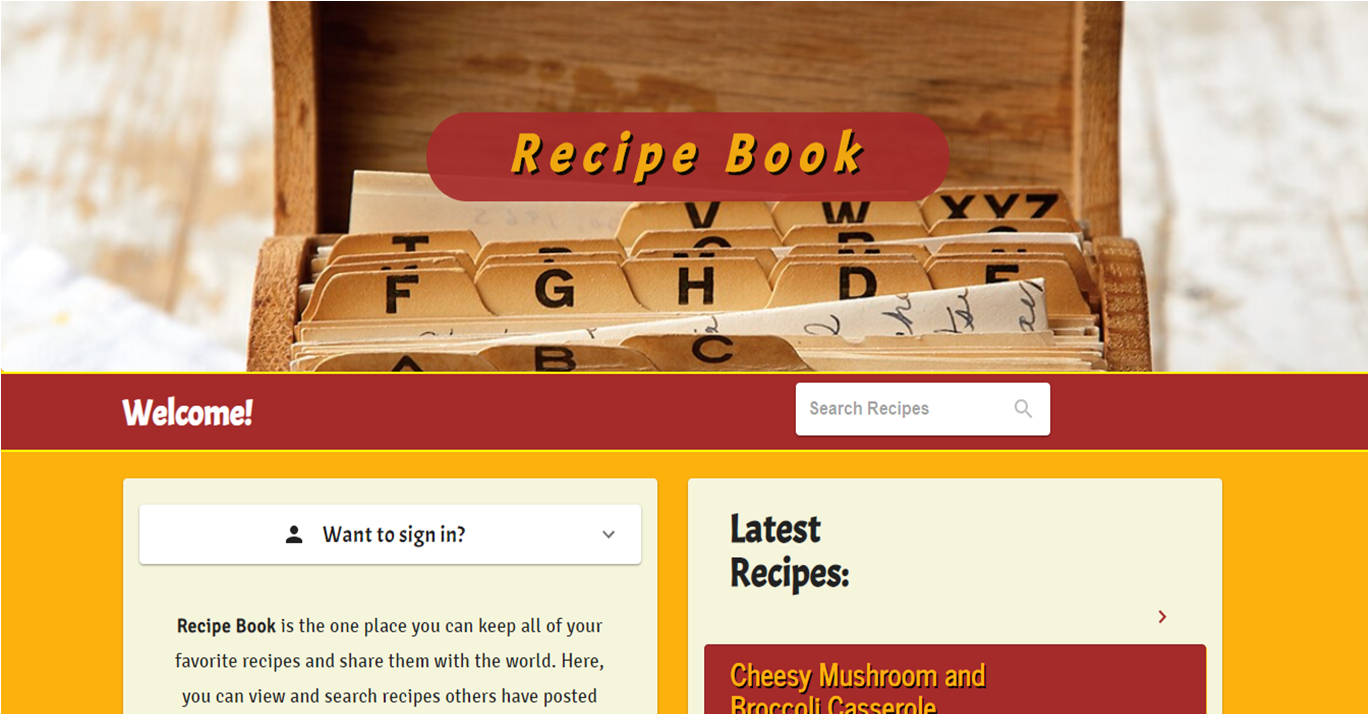 Recipe Book
V W XYZ
F G H D E
A B C
Welcome!
Search Recipes
Want to sign in?
Recipe Book is the one place you can keep all of your
favorite recipes and share them with the world. Here,
you can view and search recipes others have posted
Latest
Recipes:
Cheesy Mushroom and
Broccoli Casserole